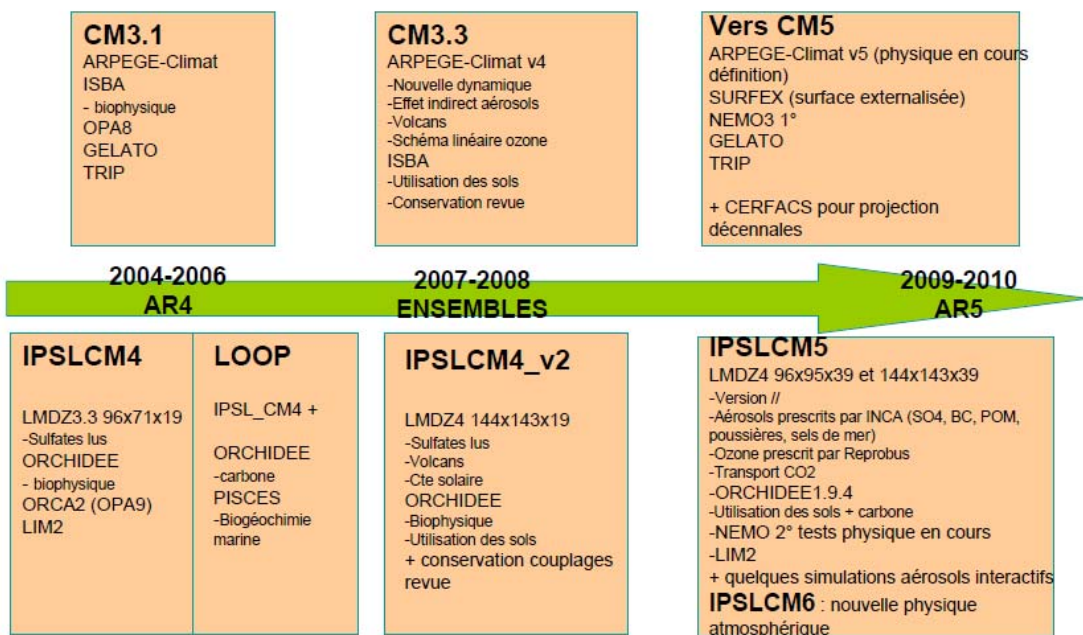 CM3.1
ARPEGE-Climat
ISBA
- biophysique
OPA8
GELATO
TRIP
CM3.3
ARPEGE-Climat v4
-Nouvelle dynamique
-Effet indirect aérosols
-Volcans
-Schéma linéaire ozone
ISBA
-Utilisation des sols
-Conservation revue
Vers CM5
ARPEGE-Climat v5 (physique en cours
définition)
SURFEX (surface externalisée)
NEMO3 1°
GELATO
TRIP
+ CERFACS pour projection
décennales
2004-2006
AR4
2007-2008
ENSEMBLES
2009-2010
AR5
IPSLCM4
LMDZ3.3 96x71x19
-Sulfates lus
ORCHIDEE
- biophysique
ORCA2 (OPA9)
LIM2
LOOP
IPSL_CM4 +
ORCHIDEE
-carbone
PISCES
-Biogéochimie
marine
IPSLCM4_v2
LMDZ4 144x143x19
-Sulfates lus
-Volcans
-Cte solaire
ORCHIDEE
-Biophysique
-Utilisation des sols
+ conservation couplages
revue
IPSLCM5
LMDZ4 96x95x39 et 144x143x39
-Version //
-Aérosols prescrits par INCA (SO4, BC, POM,
poussières, sels de mer)
-Ozone prescrit par Reprobus
-Transport CO2
-ORCHIDEE1.9.4
-Utilisation des sols + carbone
-NEMO 2° tests physique en cours
-LIM2
+ quelques simulations aérosols interactifs
IPSLCM6 : nouvelle physique
atmosphérique